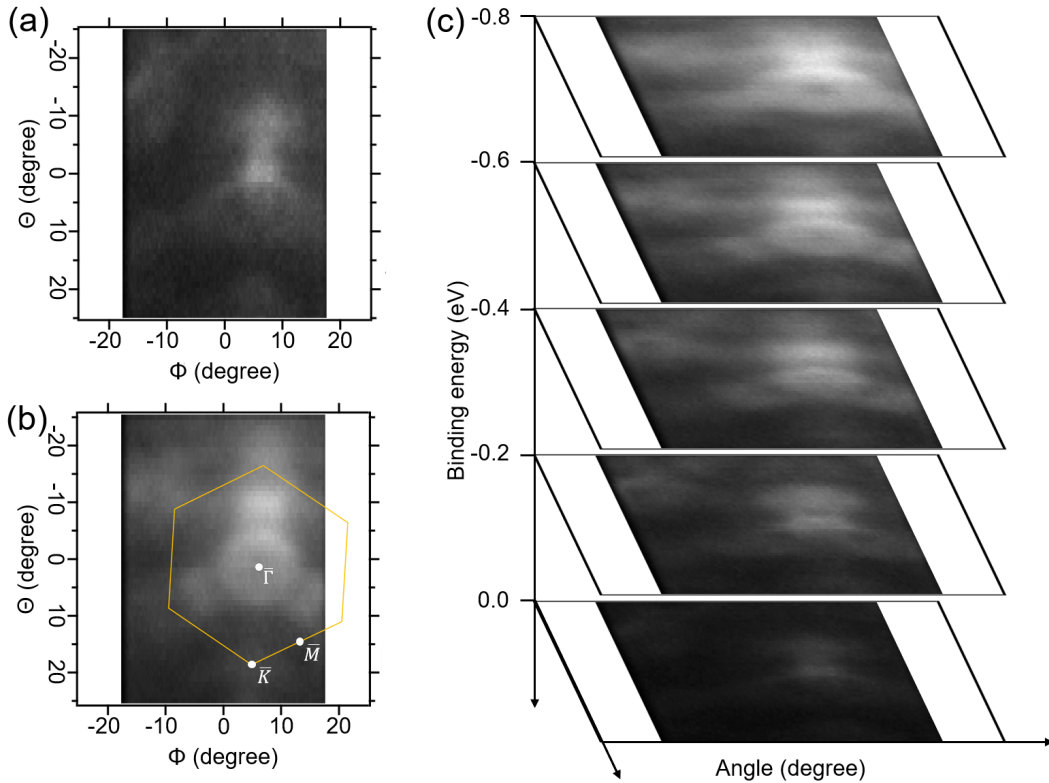 (a)
-20 -10 0 10 20
Θ (degree)
-20 -10 0 10 20
Φ (degree)
(b)
-20 -10 0 10 20
Θ (degree)
Γ̅
M̅
K̅
-20 -10 0 10 20
Φ (degree)
(c)
-0.8
-0.6
-0.4
-0.2
0.0
Binding energy (eV)
Angle (degree)